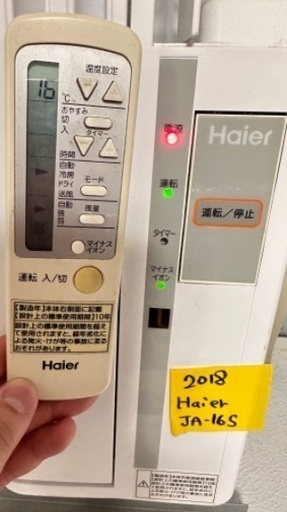 温度設定
16
℃
おやすみ
切
入
タイマー
時間
自動
冷房
ドライ
送風
モード
自動
強
弱
風量
マイナス
イオン
運転 入/切
【製造年】本体右側面に記載
【設計上の標準使用期間】10年
設計上の標準使用期間を超え
て使用されますと、経年劣化に
よる発火・けが等の事故に至る
おそれがあります。
Haier
電源
運転
タイマー
マイナス
イオン
Haier
運転/停止
2018
Haier
JA-16S